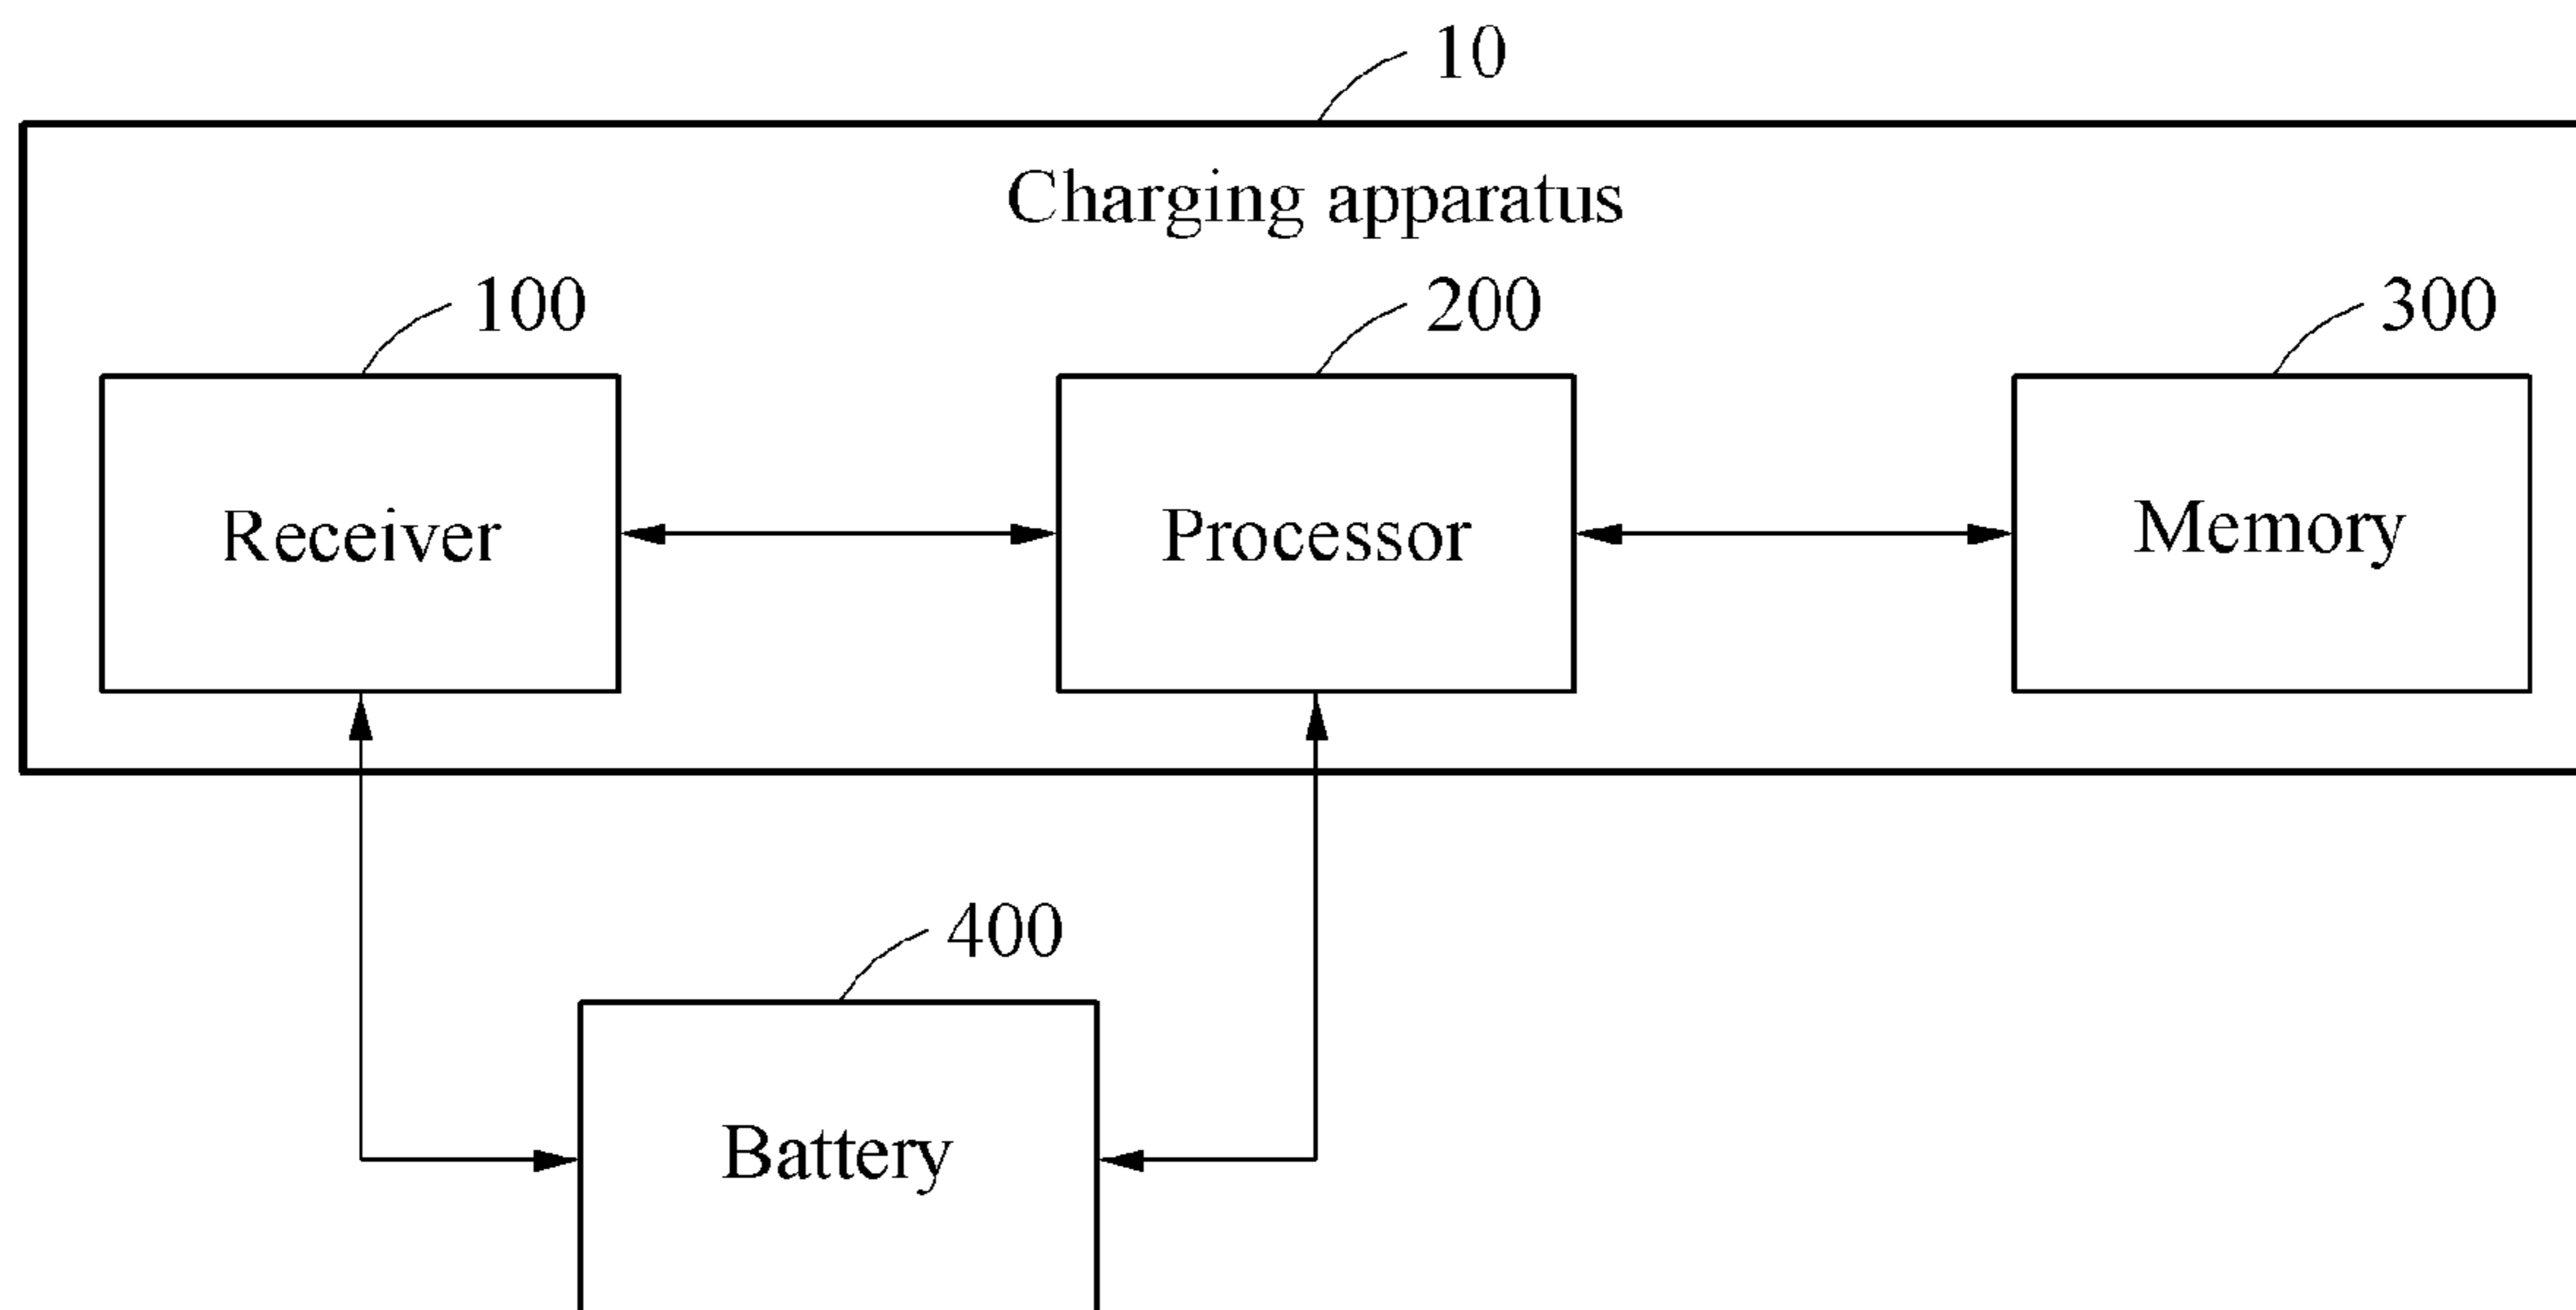 10
Charging apparatus
100
200
300
Receiver
Processor
Memory
400
Battery